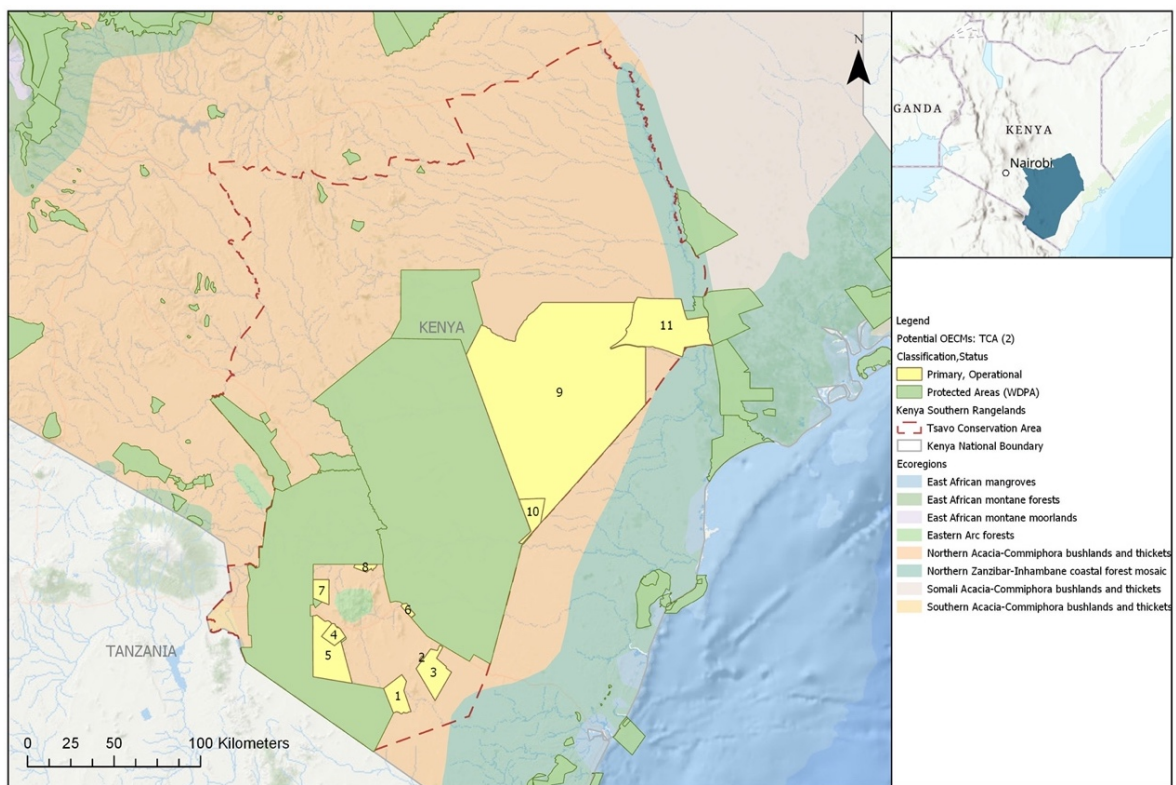 N
KENYA
11
9
10
8
7
6
4
5
2
3
1
TANZANIA
0 25 50 100 Kilometers
GANDA
KENYA
Nairobi
Legend
Potential OECMs: TCA (2)
Classification,Status
Primary, Operational
Protected Areas (WDPA)
Kenya Southern Rangelands
Tsavo Conservation Area
Kenya National Boundary
Ecoregions
East African mangroves
East African montane forests
East African montane moorlands
Eastern Arc forests
Northern Acacia-Commiphora bushlands and thickets
Northern Zanzibar-Inhambane coastal forest mosaic
Somali Acacia-Commiphora bushlands and thickets
Southern Acacia-Commiphora bushlands and thickets